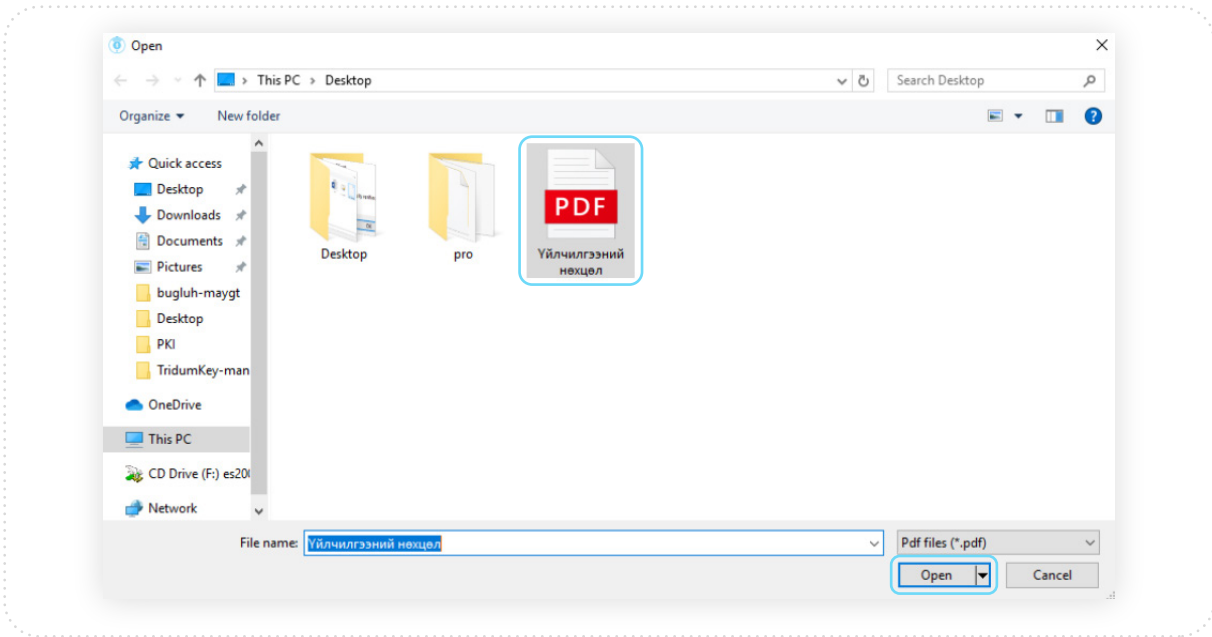 Open
This PC > Desktop
Search Desktop
Organize
New folder
Quick access
Desktop
Downloads
Documents
Pictures
bugluh-maygt
Desktop
PKI
TridumKey-man
OneDrive
This PC
CD Drive (F:) es20
Network
Desktop
pro
PDF
Үйлчилгээний
нөхцөл
File name: Үйлчилгээний нөхцөл
Pdf files (*.pdf)
Open
Cancel